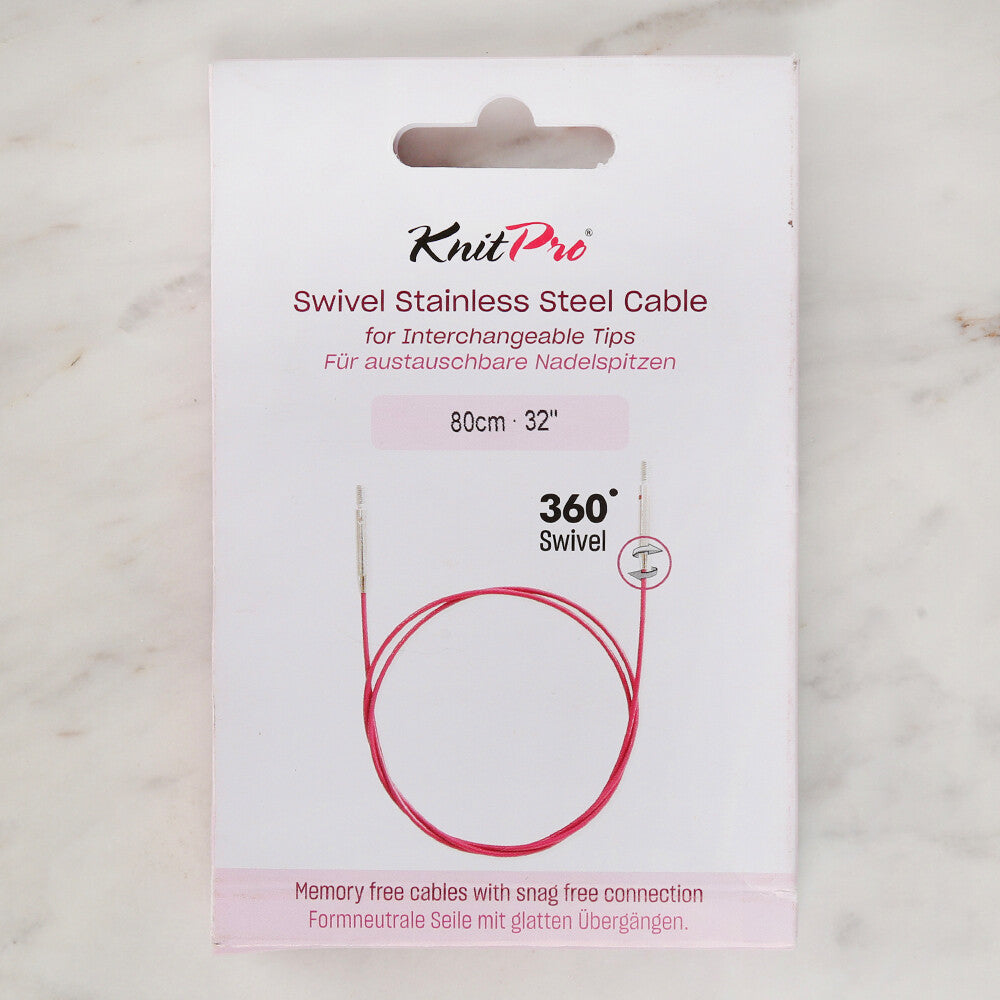 KnitPro®
Swivel Stainless Steel Cable
for Interchangeable Tips
Für austauschbare Nadelspitzen
80cm · 32"
360°
Swivel
Memory free cables with snag free connection
Formneutrale Seile mit glatten Übergängen.